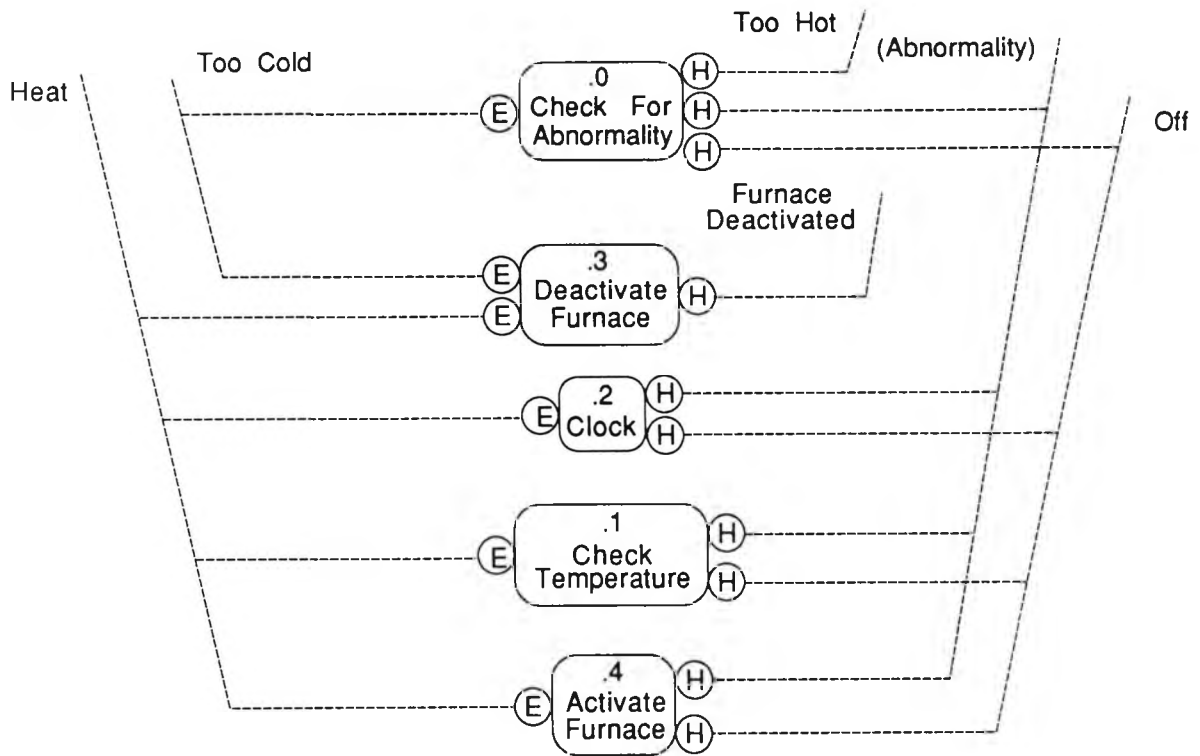 Heat
Too Cold
Too Hot
(Abnormality)
Off
E
.0
Check For
Abnormality
H
H
H
Furnace
Deactivated
E
E
.3
Deactivate
Furnace
H
E
.2
Clock
H
H
E
.1
Check
Temperature
H
H
E
.4
Activate
Furnace
H
H